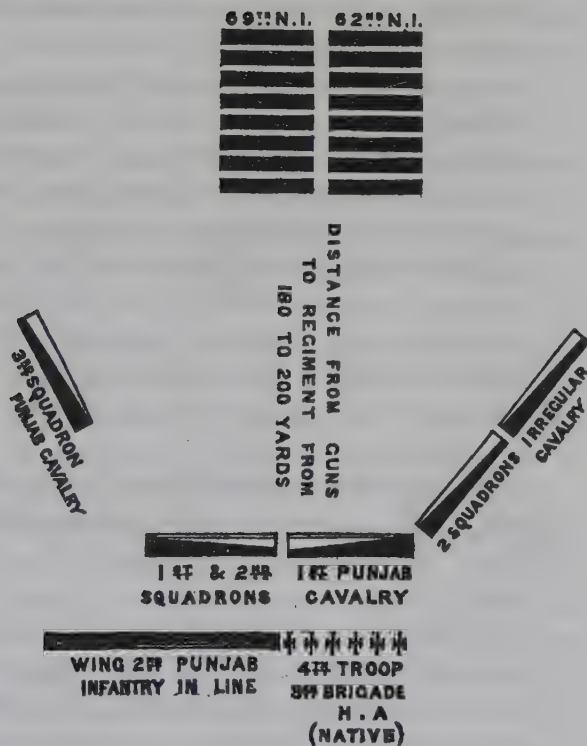 69TH N.I.
62ND N.I.
DISTANCE FROM GUNS
TO REGIMENT FROM
180 TO 200 YARDS
3RD SQUADRON
PUNJAB CAVALRY
2 SQUADRONS IRREGULAR
CAVALRY
1ST & 2ND
SQUADRONS
1ST PUNJAB
CAVALRY
WING 2ND PUNJAB
INFANTRY IN LINE
4TH TROOP
3RD BRIGADE
H.A
(NATIVE)